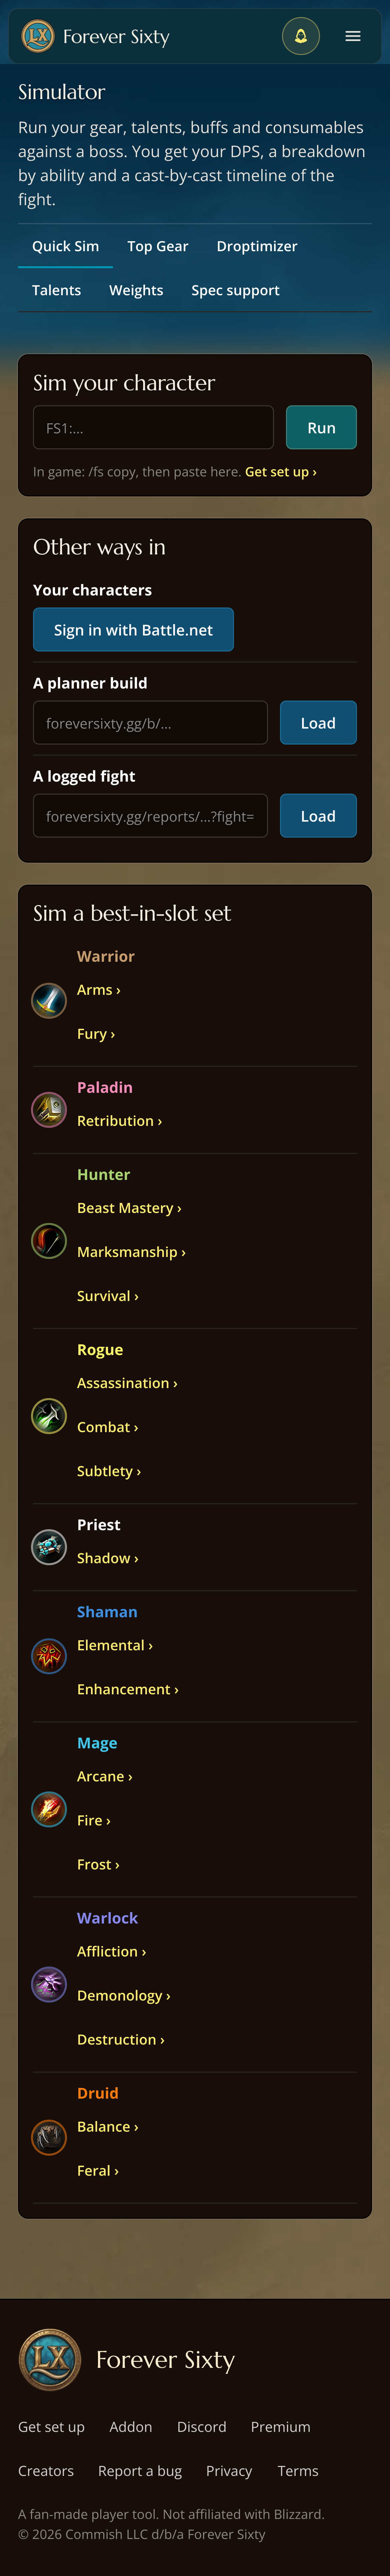 LX
Forever Sixty
Simulator
Run your gear, talents, buffs and consumables
against a boss. You get your DPS, a breakdown
by ability and a cast-by-cast timeline of the
fight.
Quick Sim
Top Gear
Droptimizer
Talents
Weights
Spec support
Sim your character
FS1:...
Run
In game: /fs copy, then paste here. Get set up ›
Other ways in
Your characters
Sign in with Battle.net
A planner build
foreversixty.gg/b/...
Load
A logged fight
foreversixty.gg/reports/...?fight=
Load
Sim a best-in-slot set
Warrior
Arms ›
Fury ›
Paladin
Retribution ›
Hunter
Beast Mastery ›
Marksmanship ›
Survival ›
Rogue
Assassination ›
Combat ›
Subtlety ›
Priest
Shadow ›
Shaman
Elemental ›
Enhancement ›
Mage
Arcane ›
Fire ›
Frost ›
Warlock
Affliction ›
Demonology ›
Destruction ›
Druid
Balance ›
Feral ›
LX
Forever Sixty
Get set up
Addon
Discord
Premium
Creators
Report a bug
Privacy
Terms
A fan-made player tool. Not affiliated with Blizzard.
© 2026 Commish LLC d/b/a Forever Sixty